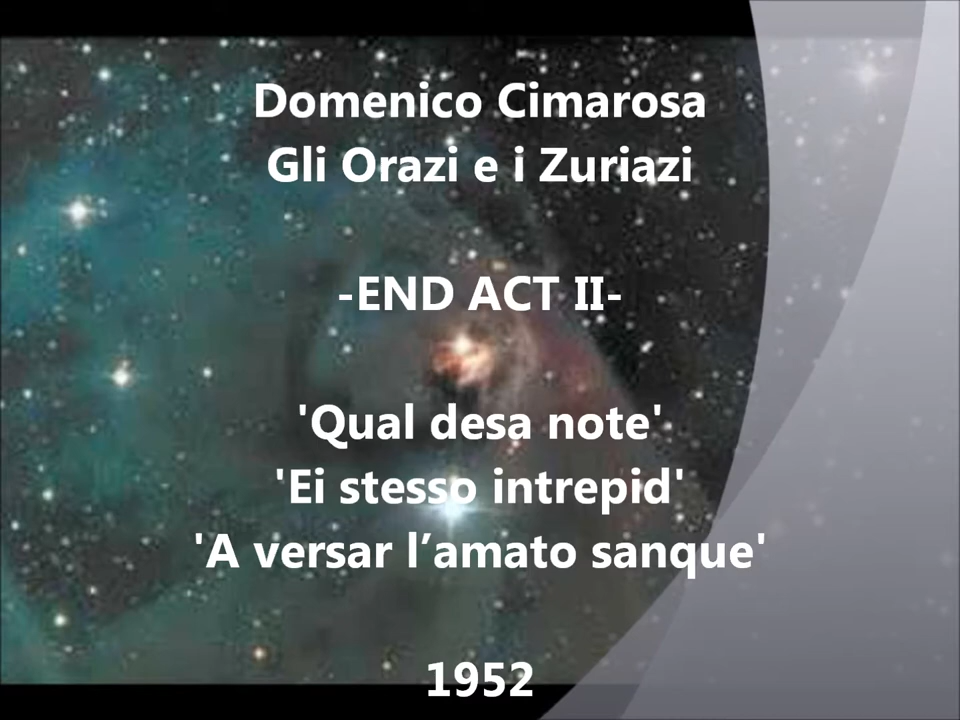 Domenico Cimarosa
Gli Orazi e i Zuriazi
-END ACT II-
'Qual desa note'
'Ei stesso intrepid'
'A versar l’amato sanque'
1952